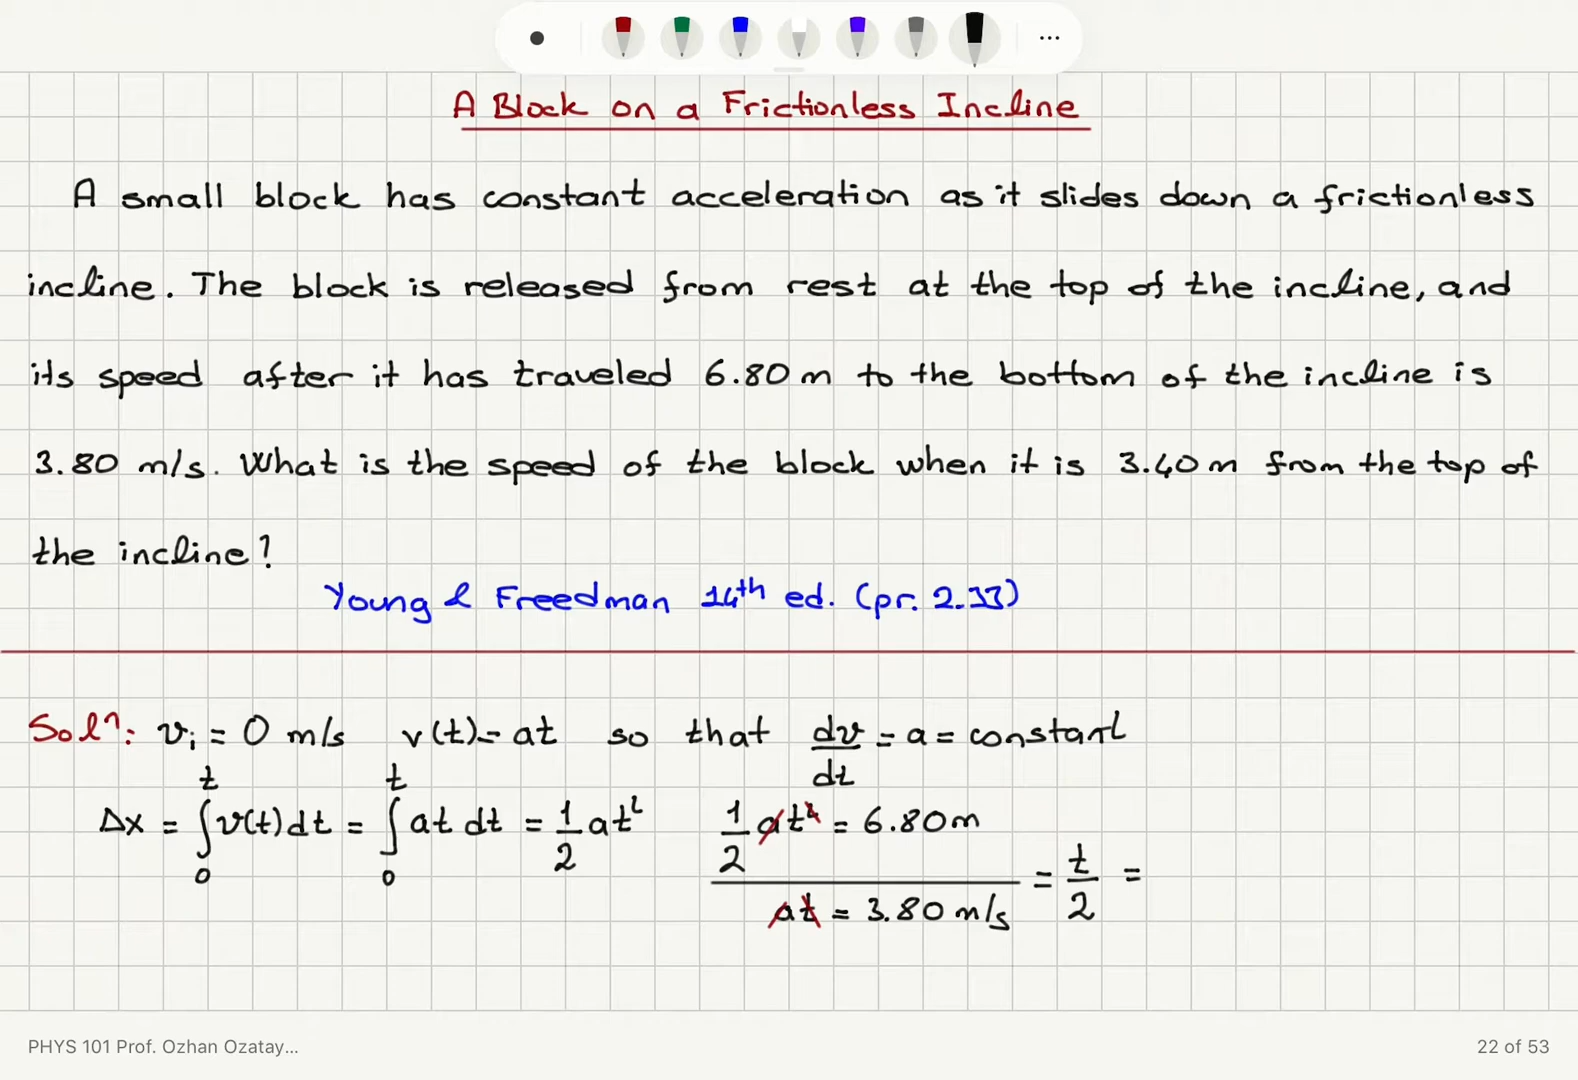 A Block on a Frictionless Incline
A small block has constant acceleration as it slides down a frictionless
incline. The block is released from rest at the top of the incline, and
its speed after it has traveled 6.80 m to the bottom of the incline is
3.80 m/s. What is the speed of the block when it is 3.40 m from the top of
the incline?
Young & Freedman 14th ed. (pr. 2.33)
Solⁿ: vᵢ = 0 m/s v(t) = at so that dv/dt = a = constant
Δx = ∫₀ᵗ v(t) dt = ∫₀ᵗ at dt = 1/2 at² 1/2 at² = 6.80 m
at = 3.80 m/s = t/2 =
PHYS 101 Prof. Ozhan Ozatay... 22 of 53